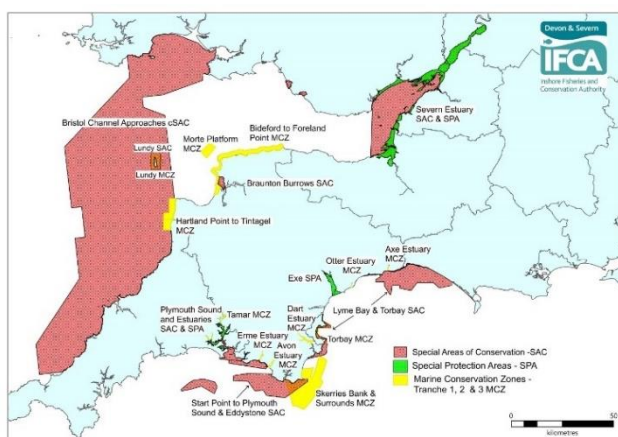 Devon & Severn
IFCA
Inshore Fisheries and
Conservation Authority
Severn Estuary
SAC & SPA
Bristol Channel Approaches cSAC
Lundy SAC
Lundy MCZ
Morte Platform
MCZ
Bideford to Foreland
Point MCZ
Braunton Burrows SAC
Hartland Point to Tintagel
MCZ
Otter Estuary
MCZ
Axe Estuary
MCZ
Exe SPA
Plymouth Sound
and Estuaries
SAC & SPA
Tamar MCZ
Erme Estuary
MCZ
Avon
Estuary
MCZ
Dart
Estuary
MCZ
Lyme Bay & Torbay SAC
Torbay MCZ
Start Point to Plymouth
Sound & Eddystone SAC
Skerries Bank &
Surrounds MCZ
Special Areas of Conservation -SAC
Special Protection Areas - SPA
Marine Conservation Zones -
Tranche 1, 2 & 3 MCZ
0 50
kilometres